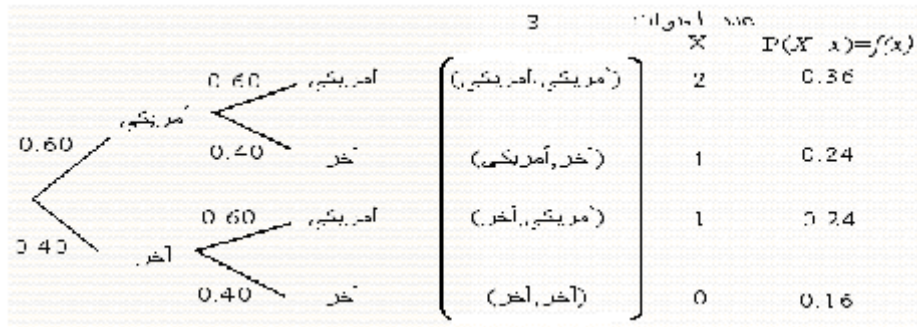 3 عدد
X P(X x)=f(x)
0.60 أمريكي (أمريكي,أمريكي) 2 0.36
أمريكي
0.60 0.40 آخر (آخر,أمريكي) 1 0.24
0.60 أمريكي (أمريكي,آخر) 1 0.24
0.40 آخر
0.40 آخر (آخر,آخر) 0 0.16